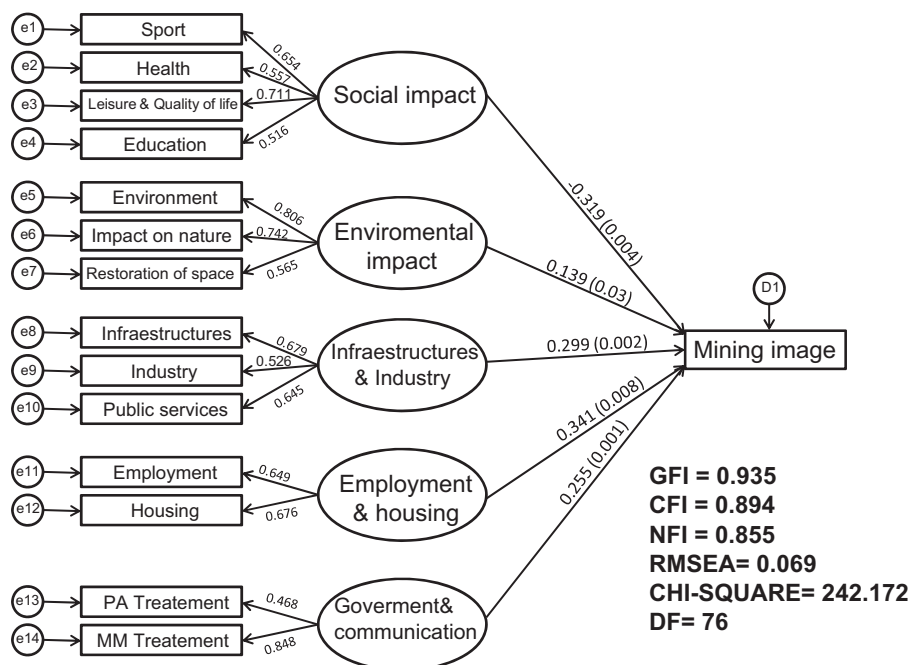 e1
Sport
0.654
e2
Health
0.557
e3
Leisure & Quality of life
0.711
e4
Education
0.516
Social impact
-0.319 (0.004)
e5
Environment
0.806
e6
Impact on nature
0.742
e7
Restoration of space
0.565
Enviromental
impact
0.139 (0.03)
e8
Infraestructures
0.679
e9
Industry
0.526
e10
Public services
0.645
Infraestructures
& Industry
0.299 (0.002)
D1
Mining image
e11
Employment
0.649
e12
Housing
0.676
Employment
& housing
0.341 (0.008)
e13
PA Treatement
0.468
e14
MM Treatement
0.848
Goverment&
communication
0.255 (0.001)
GFI = 0.935
CFI = 0.894
NFI = 0.855
RMSEA= 0.069
CHI-SQUARE= 242.172
DF= 76